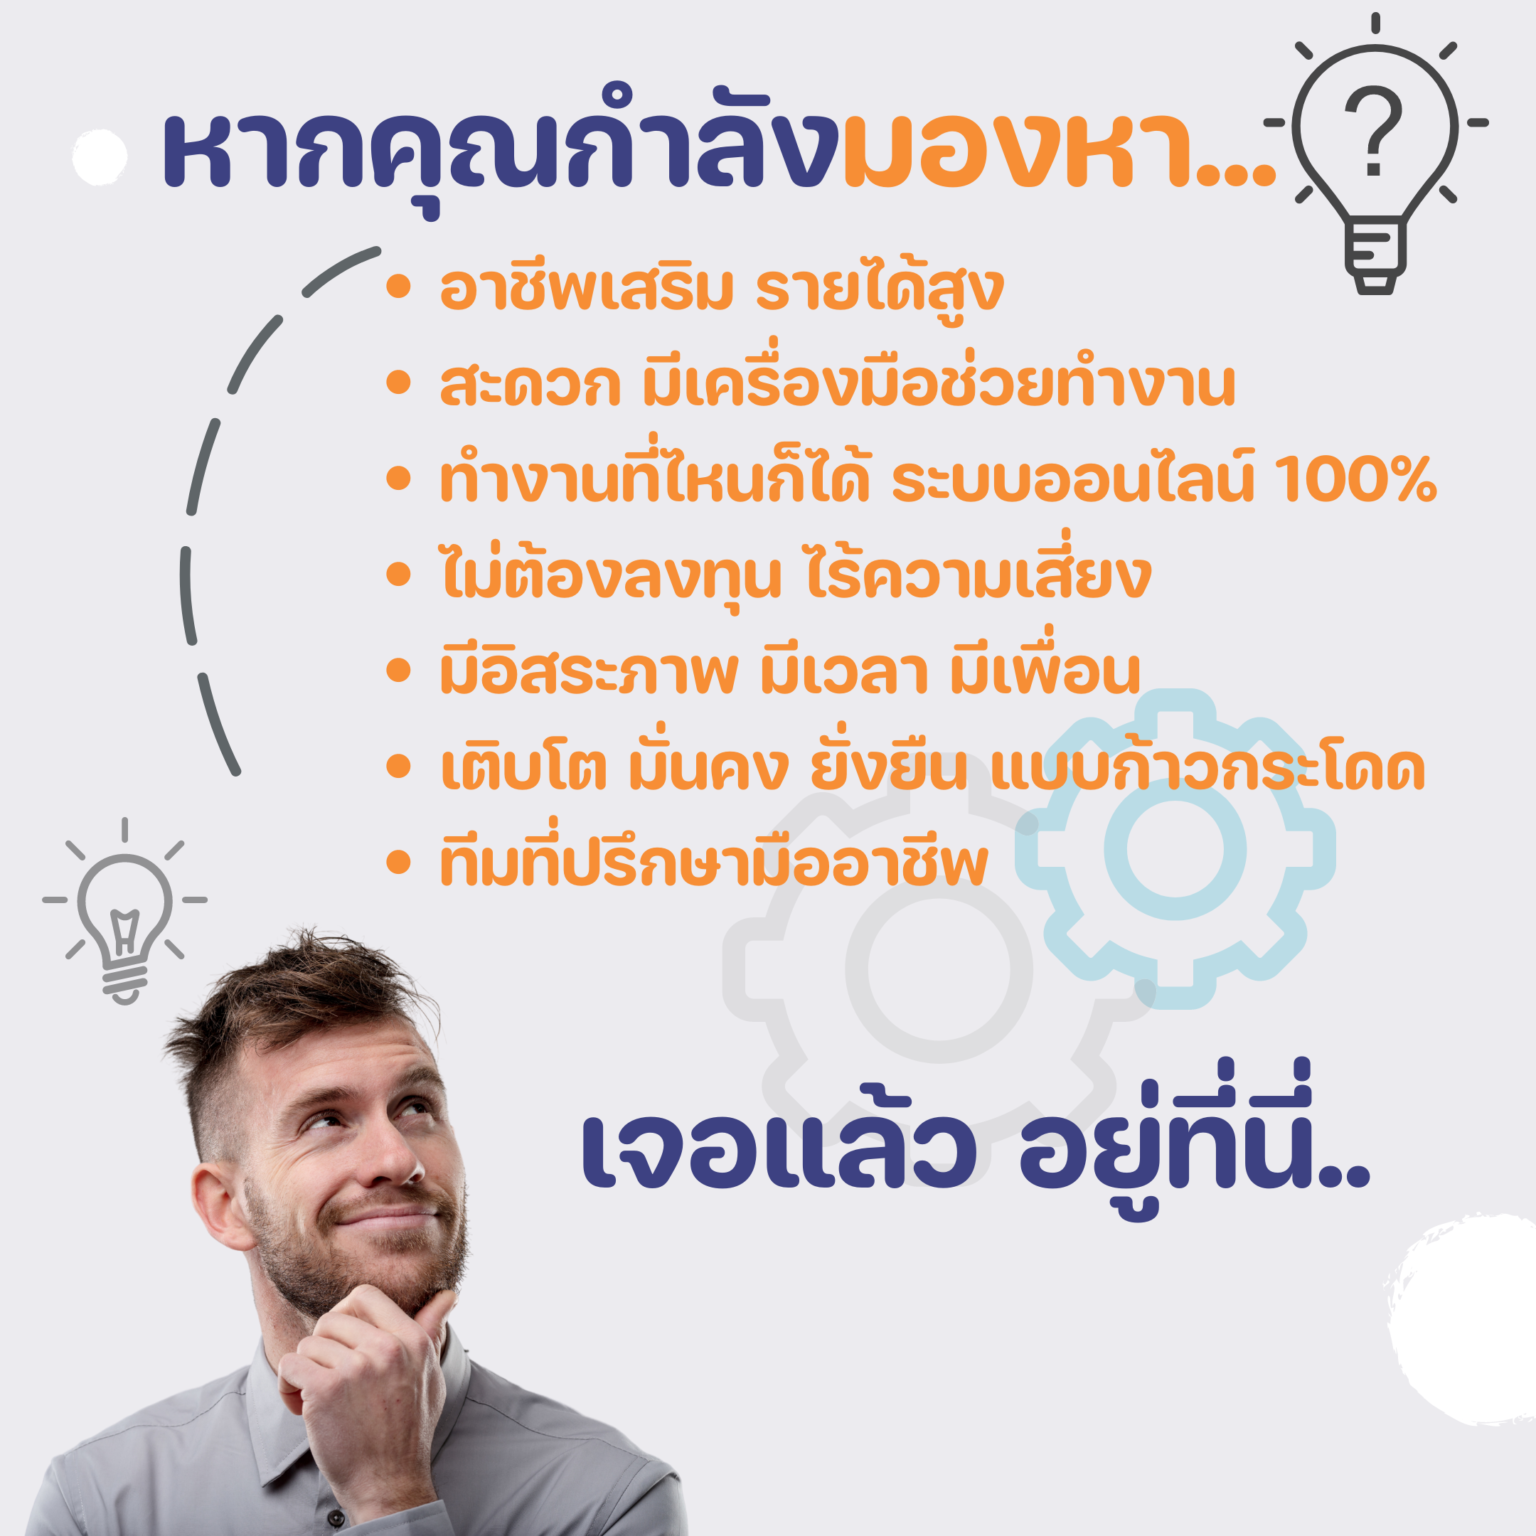 หากคุณกำลังมองหา...
?
• อาชีพเสริม รายได้สูง
• สะดวก มีเครื่องมือช่วยทำงาน
• ทำงานที่ไหนก็ได้ ระบบออนไลน์ 100%
• ไม่ต้องลงทุน ไร้ความเสี่ยง
• มีอิสระภาพ มีเวลา มีเพื่อน
• เติบโต มั่นคง ยั่งยืน แบบก้าวกระโดด
• ทีมที่ปรึกษามืออาชีพ
เจอแล้ว อยู่ที่นี่..